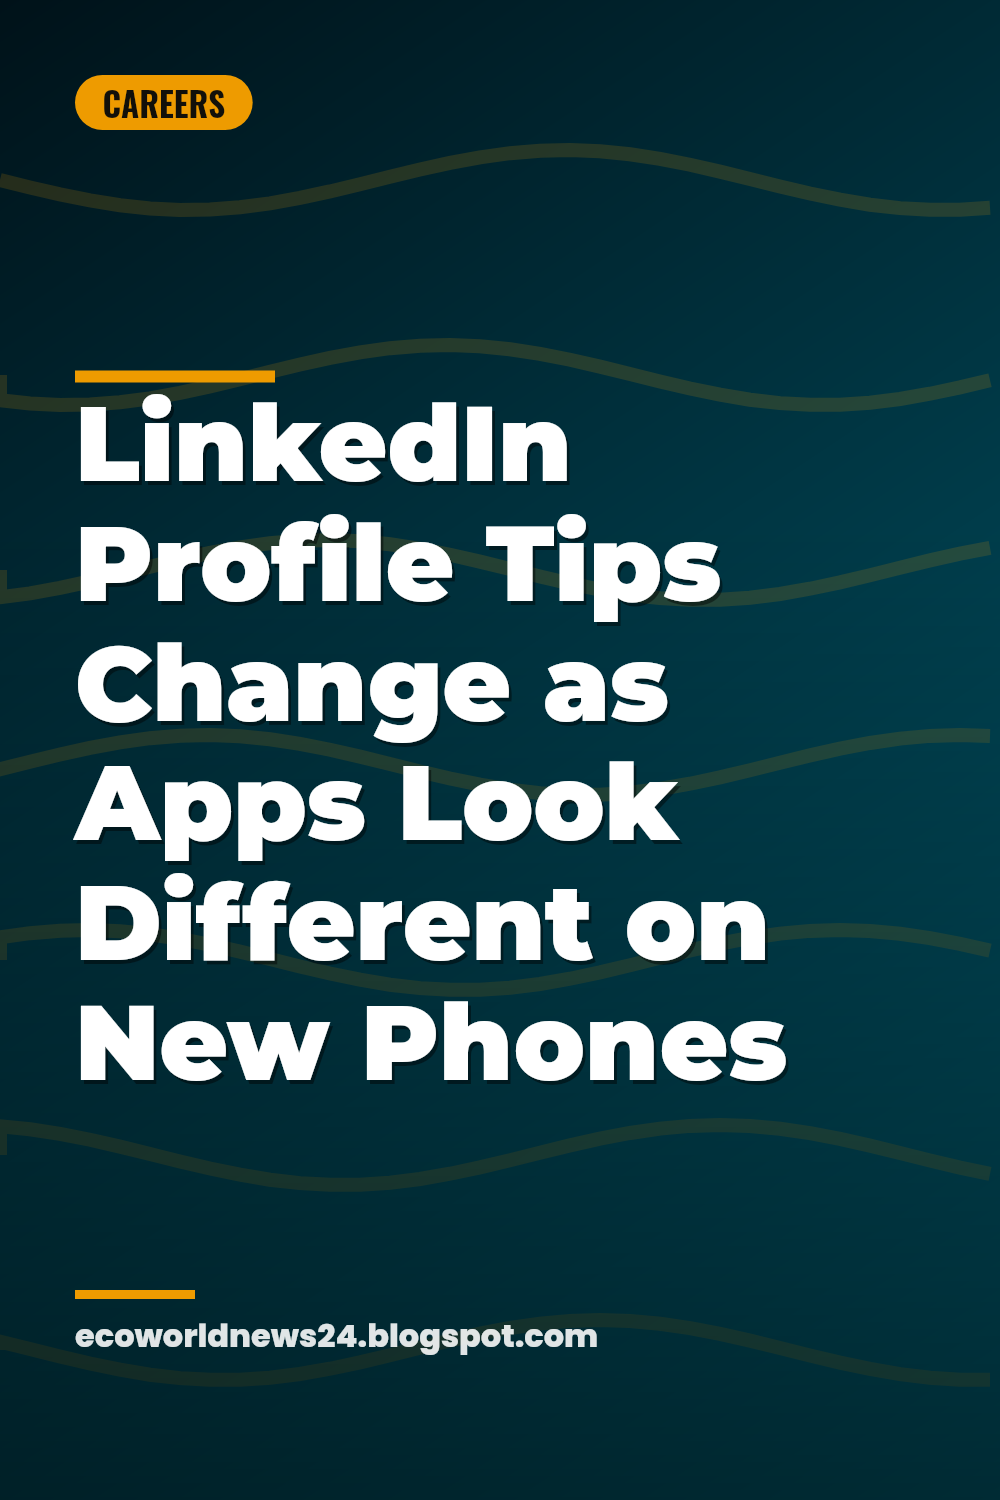 CAREERS
LinkedIn
Profile Tips
Change as
Apps Look
Different on
New Phones
ecoworldnews24.blogspot.com